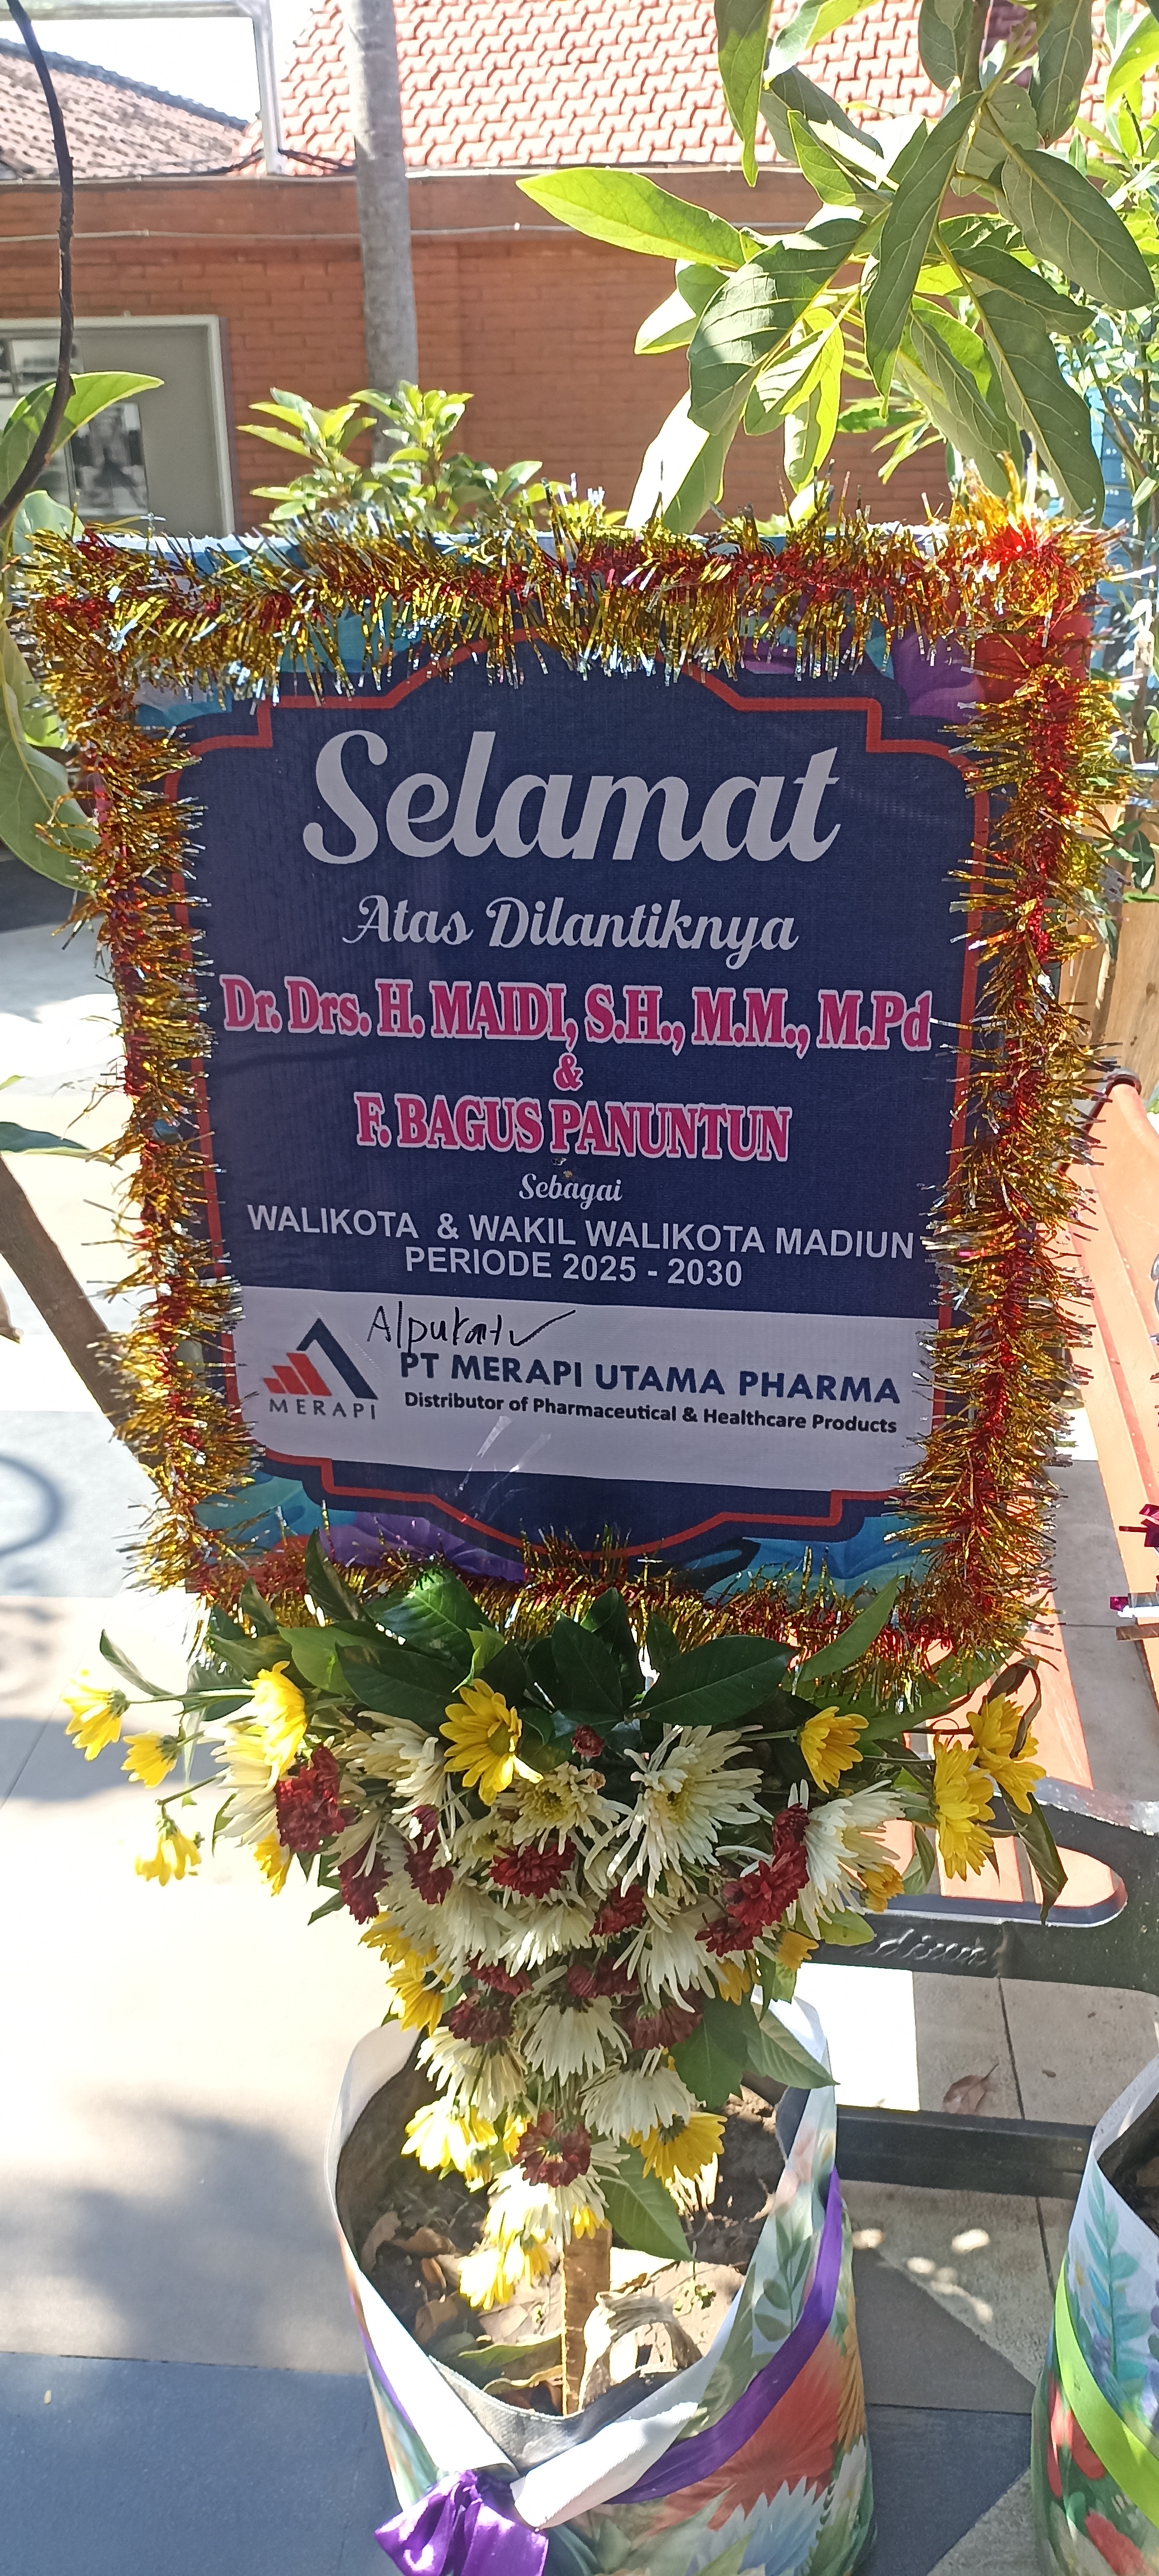 Selamat
Atas Dilantiknya
Dr. Drs. H. MAIDI, S.H., M.M., M.Pd
&
F. BAGUS PANUNTUN
Sebagai
WALIKOTA & WAKIL WALIKOTA MADIUN
PERIODE 2025 - 2030
Alpukat
PT MERAPI UTAMA PHARMA
MERAPI
Distributor of Pharmaceutical & Healthcare Products